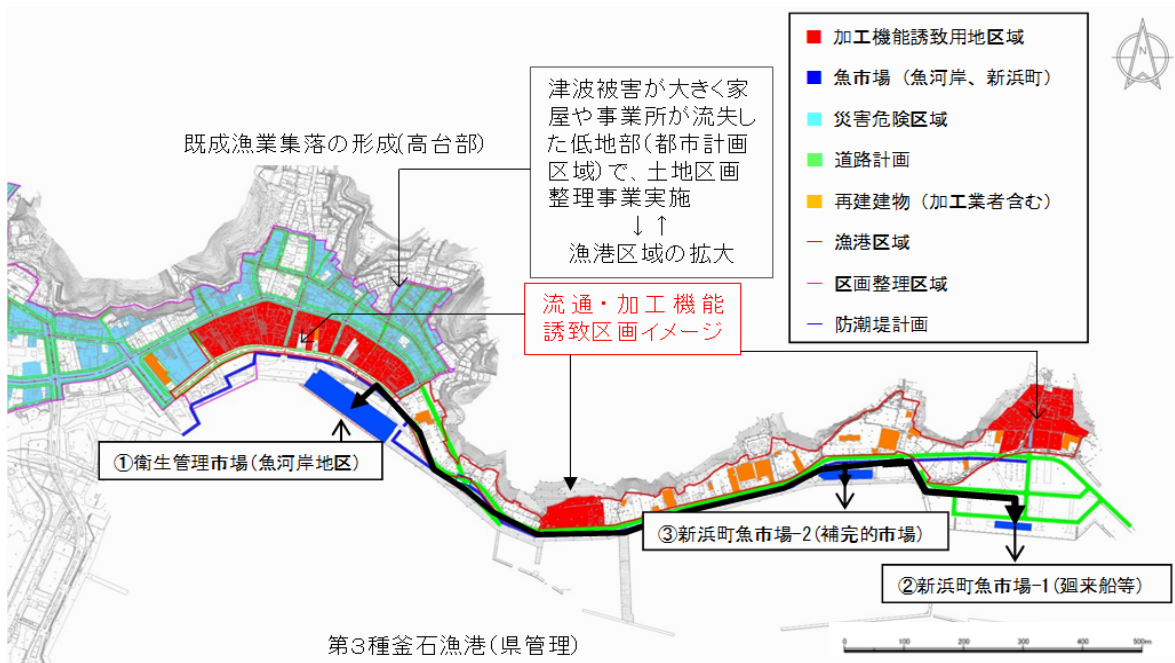 加工機能誘致用地区域
魚市場（魚河岸、新浜町）
災害危険区域
道路計画
再建建物（加工業者含む）
漁港区域
区画整理区域
防潮堤計画
N
津波被害が大きく家
屋や事業所が流失し
た低地部(都市計画
区域)で、土地区画
整理事業実施
↓ ↑
漁港区域の拡大
既成漁業集落の形成(高台部)
流通・加工機能
誘致区画イメージ
①衛生管理市場(魚河岸地区)
③新浜町魚市場-2(補完的市場)
②新浜町魚市場-1(廻来船等)
第3種釜石漁港(県管理)
0 100 200 300 400 500m